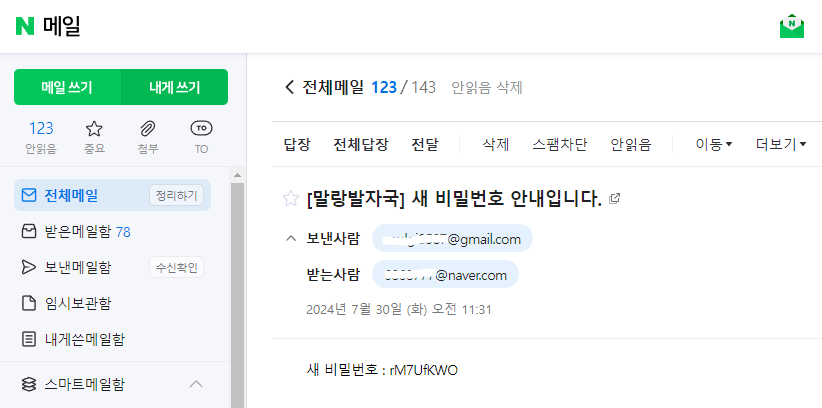 N 메일
메일 쓰기 내게 쓰기
123 안읽음
중요
첨부
TO TO
전체메일 정리하기
받은메일함 78
보낸메일함 수신확인
임시보관함
내게쓴메일함
스마트메일함
전체메일 123 / 143 안읽음 삭제
답장 전체답장 전달 삭제 스팸차단 안읽음 이동 더보기
[말랑발자국] 새 비밀번호 안내입니다.
보낸사람 @gmail.com
받는사람 @naver.com
2024년 7월 30일 (화) 오전 11:31
새 비밀번호 : rM7UfKWO